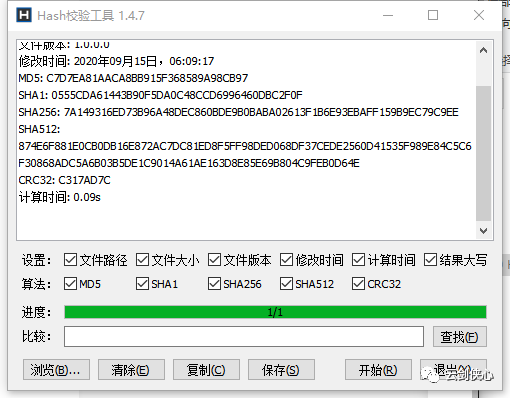 Hash校验工具 1.4.7
文件版本: 1.0.0.0
修改时间: 2020年09月15日，06:09:17
MD5: C7D7EA81AACA8BB915F368589A98CB97
SHA1: 0555CDA61443B90F5DA0C48CCD6996460DBC2F0F
SHA256: 7A149316ED73B96A48DEC860BDE9B0BABA02613F1B6E93EBAFF159B9EC79C9EE
SHA512:
874E6F881E0CB0DB16E872AC7DC81ED8F5FF98DED068DF37CEDE2560D41535F989E84C5C6
F30868ADC5A6B03B5DE1C9014A61AE163D8E85E69B804C9FEB0D64E
CRC32: C317AD7C
计算时间: 0.09s
设置: 文件路径 文件大小 文件版本 修改时间 计算时间 结果大写
算法: MD5 SHA1 SHA256 SHA512 CRC32
进度: 1/1
比较: 查找(F)
浏览(B)... 清除(E) 复制(C) 保存(S) 开始(R) 退出(X)
云剑侠心